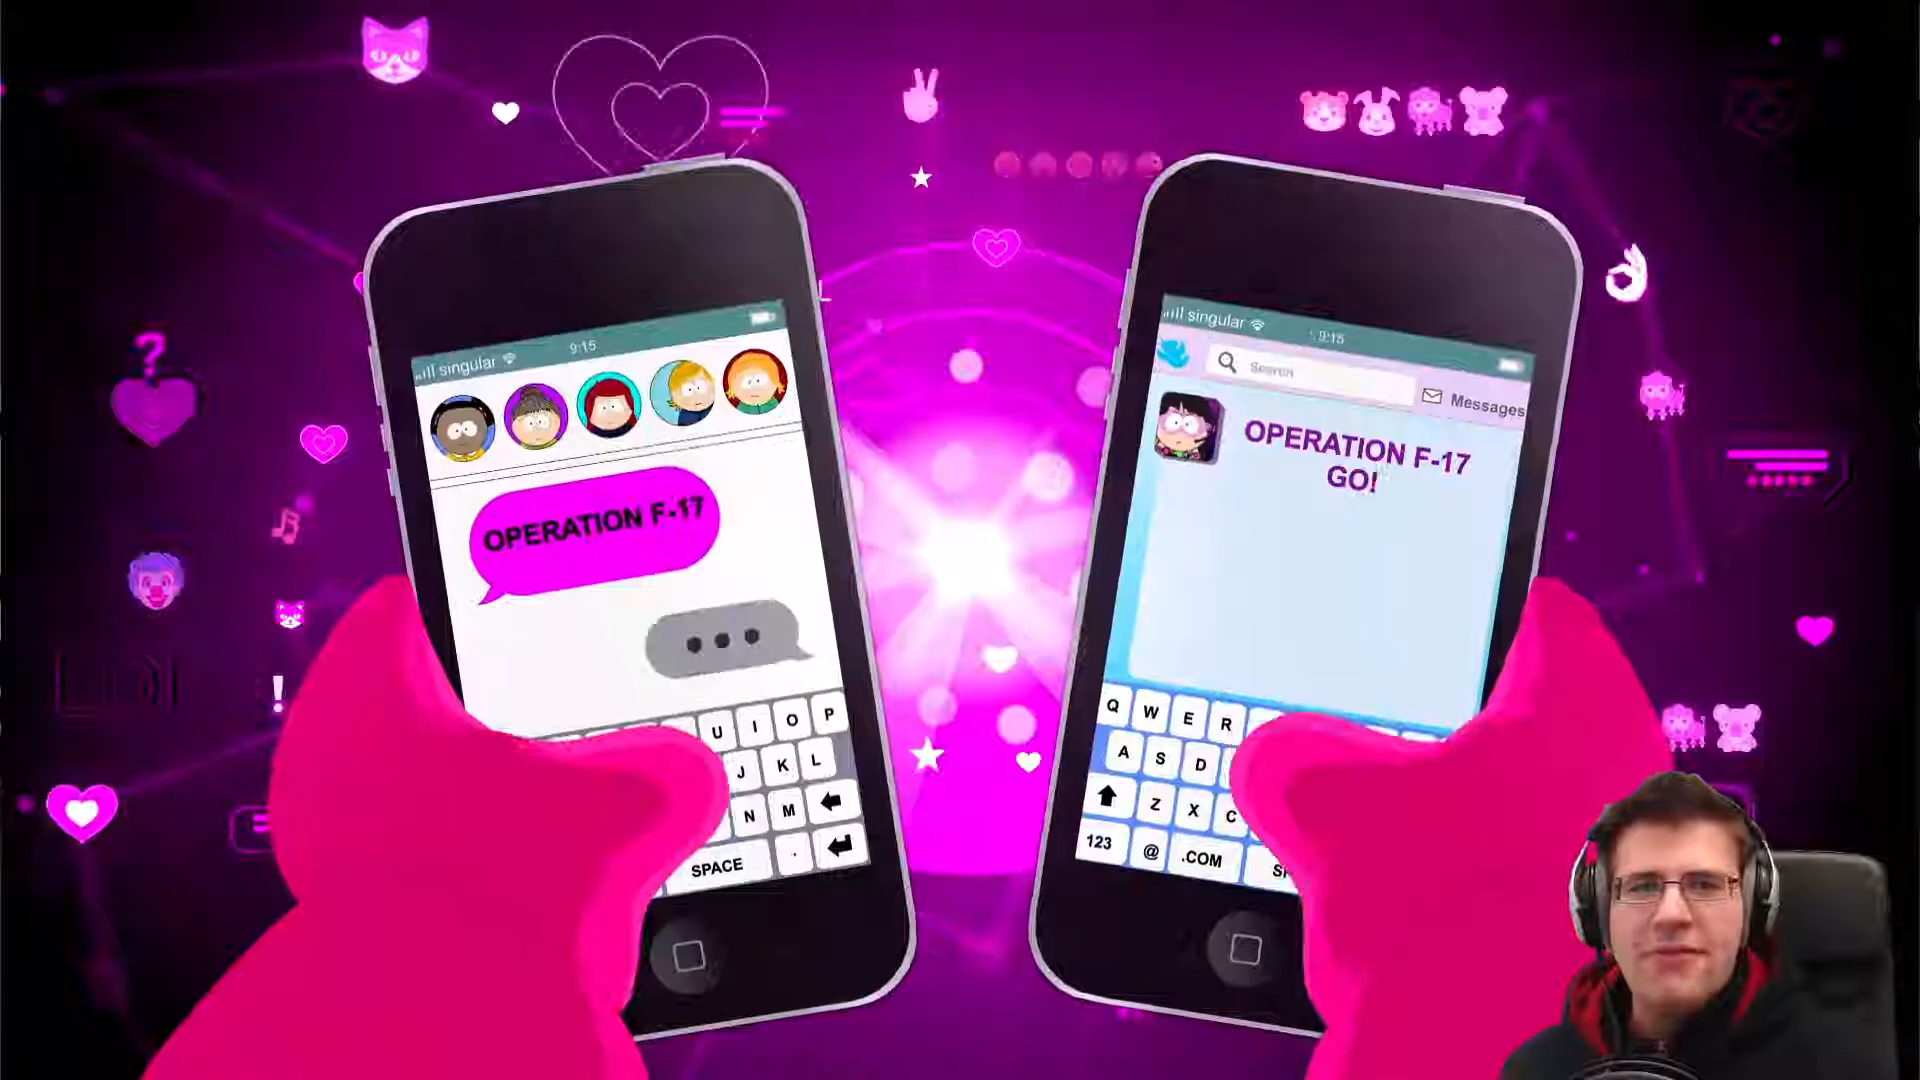 singular
9:15
OPERATION F-17
U I O P
J K L
N M
SPACE .
singular
9:15
Search
Messages
OPERATION F-17
GO!
Q W E R
A S D
Z X C
123 @ .COM